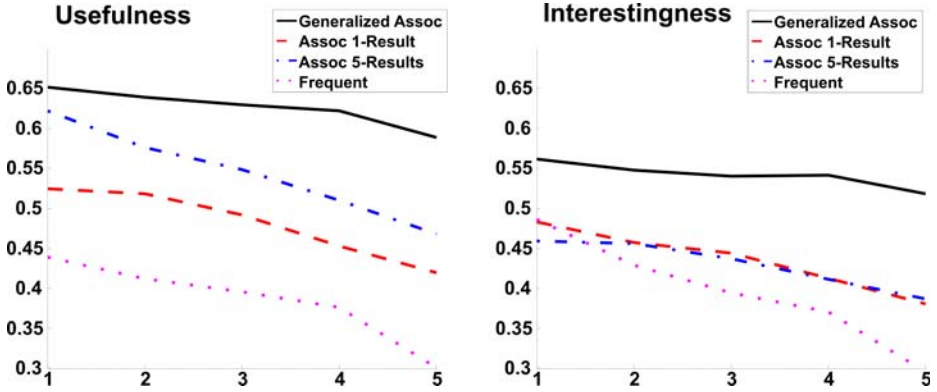 Usefulness
Generalized Assoc
Assoc 1-Result
Assoc 5-Results
Frequent
0.65
0.6
0.55
0.5
0.45
0.4
0.35
0.3
1 2 3 4 5
Interestingness
Generalized Assoc
Assoc 1-Result
Assoc 5-Results
Frequent
0.65
0.6
0.55
0.5
0.45
0.4
0.35
0.3
1 2 3 4 5